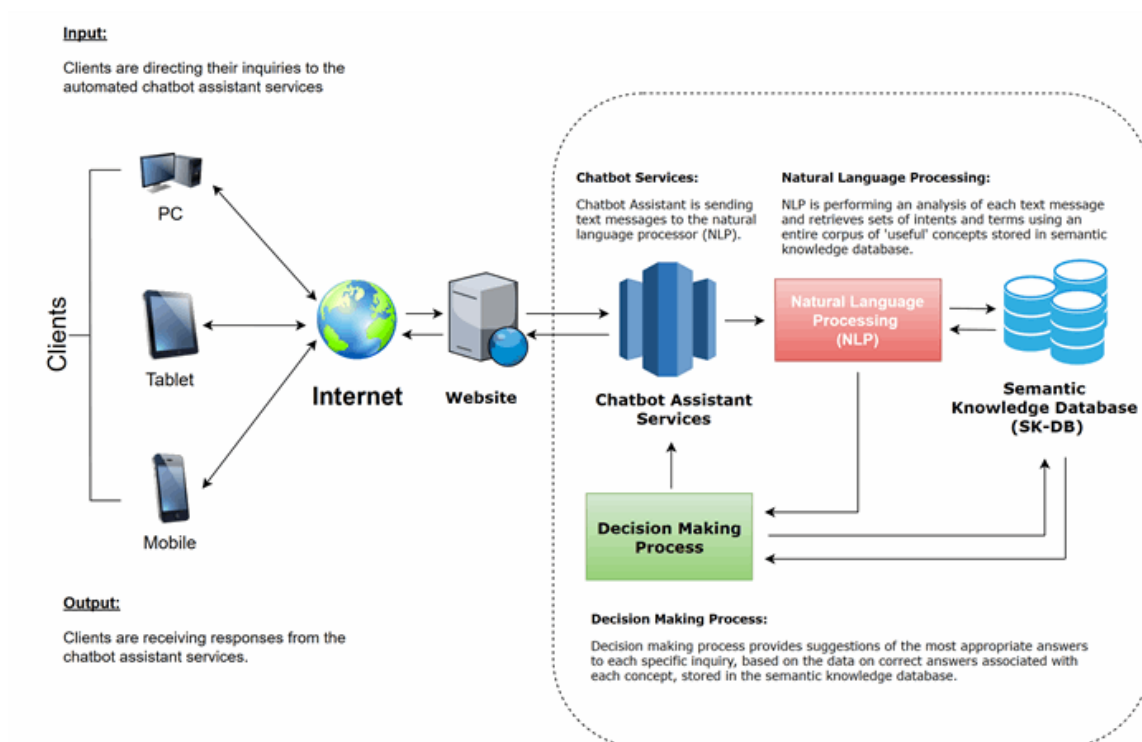 Input:
Clients are directing their inquiries to the
automated chatbot assistant services
Clients
PC
Tablet
Mobile
Internet
Website
Chatbot Services:
Chatbot Assistant is sending
text messages to the natural
language processor (NLP).
Natural Language Processing:
NLP is performing an analysis of each text message
and retrieves sets of intents and terms using an
entire corpus of 'useful' concepts stored in semantic
knowledge database.
Chatbot Assistant
Services
Natural Language
Processing
(NLP)
Semantic
Knowledge Database
(SK-DB)
Decision Making
Process
Decision Making Process:
Decision making process provides suggestions of the most appropriate answers
to each specific inquiry, based on the data on correct answers associated with
each concept, stored in the semantic knowledge database.
Output:
Clients are receiving responses from the
chatbot assistant services.